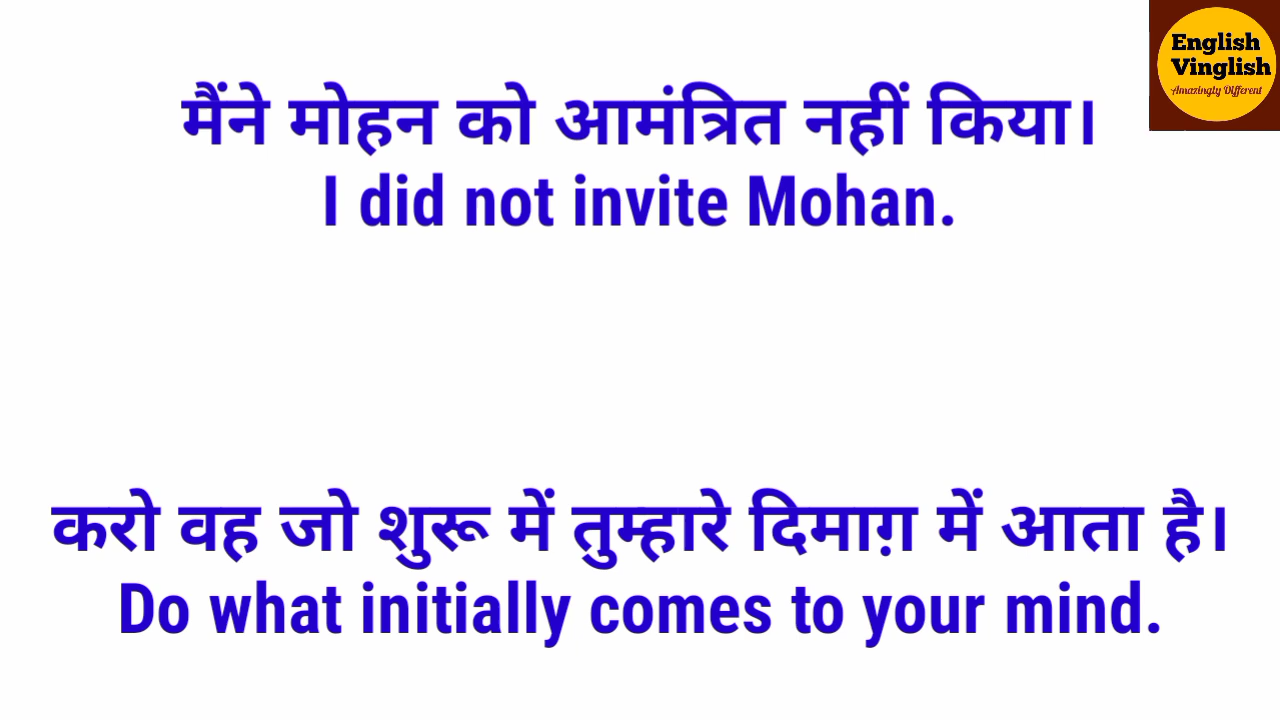 English
Vinglish
Amazingly Different
मैंने मोहन को आमंत्रित नहीं किया।
I did not invite Mohan.
करो वह जो शुरू में तुम्हारे दिमाग़ में आता है।
Do what initially comes to your mind.